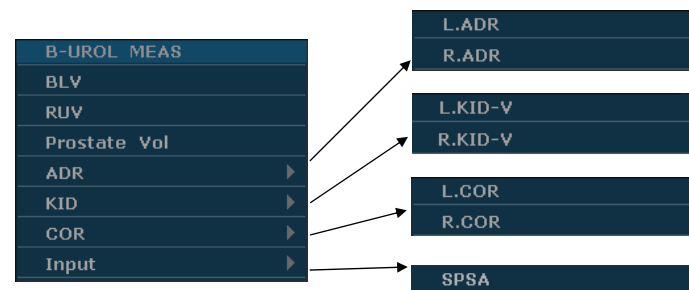 B-UROL MEAS
BLV
RUV
Prostate Vol
ADR
KID
COR
Input
L.ADR
R.ADR
L.KID-V
R.KID-V
L.COR
R.COR
SPSA